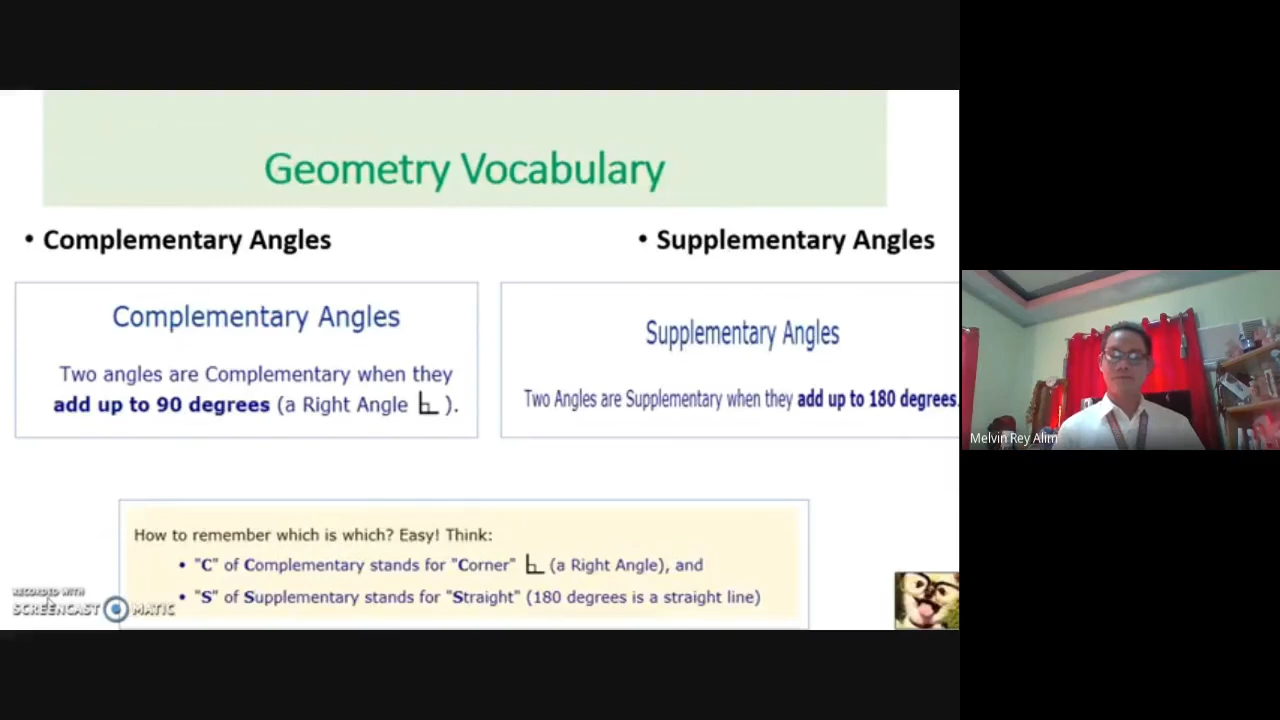 Geometry Vocabulary
• Complementary Angles
• Supplementary Angles
Complementary Angles
Two angles are Complementary when they
add up to 90 degrees (a Right Angle ).
Supplementary Angles
Two Angles are Supplementary when they add up to 180 degrees.
How to remember which is which? Easy! Think:
• "C" of Complementary stands for "Corner" (a Right Angle), and
• "S" of Supplementary stands for "Straight" (180 degrees is a straight line)
RECORDED WITH
SCREENCAST MATIC
Melvin Rey Alim